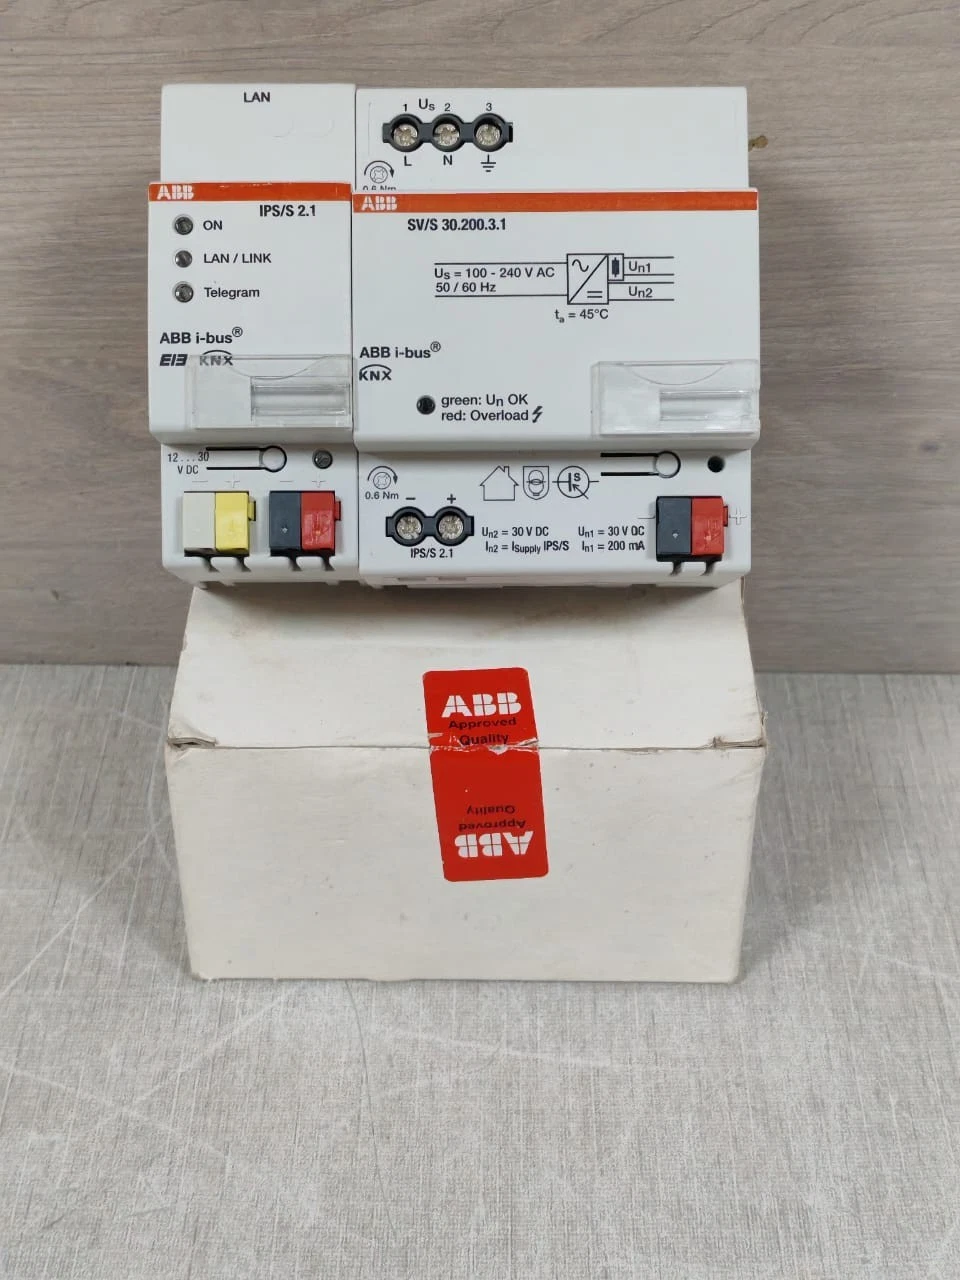 LAN
1 Us 2 3
L N
0.6 Nm
ABB
IPS/S 2.1
ON
LAN / LINK
Telegram
ABB i-bus®
EIB KNX
ABB
SV/S 30.200.3.1
Us = 100 - 240 V AC
50 / 60 Hz
Un1
Un2
ta = 45°C
ABB i-bus®
KNX
green: Un OK
red: Overload
12...30
V DC
− +
− +
0.6 Nm
− +
IPS/S 2.1
Un2 = 30 V DC
In2 = ISupply IPS/S
Un1 = 30 V DC
In1 = 200 mA
S
− +
ABB
Approved
Quality
Quality
Approved
ABB